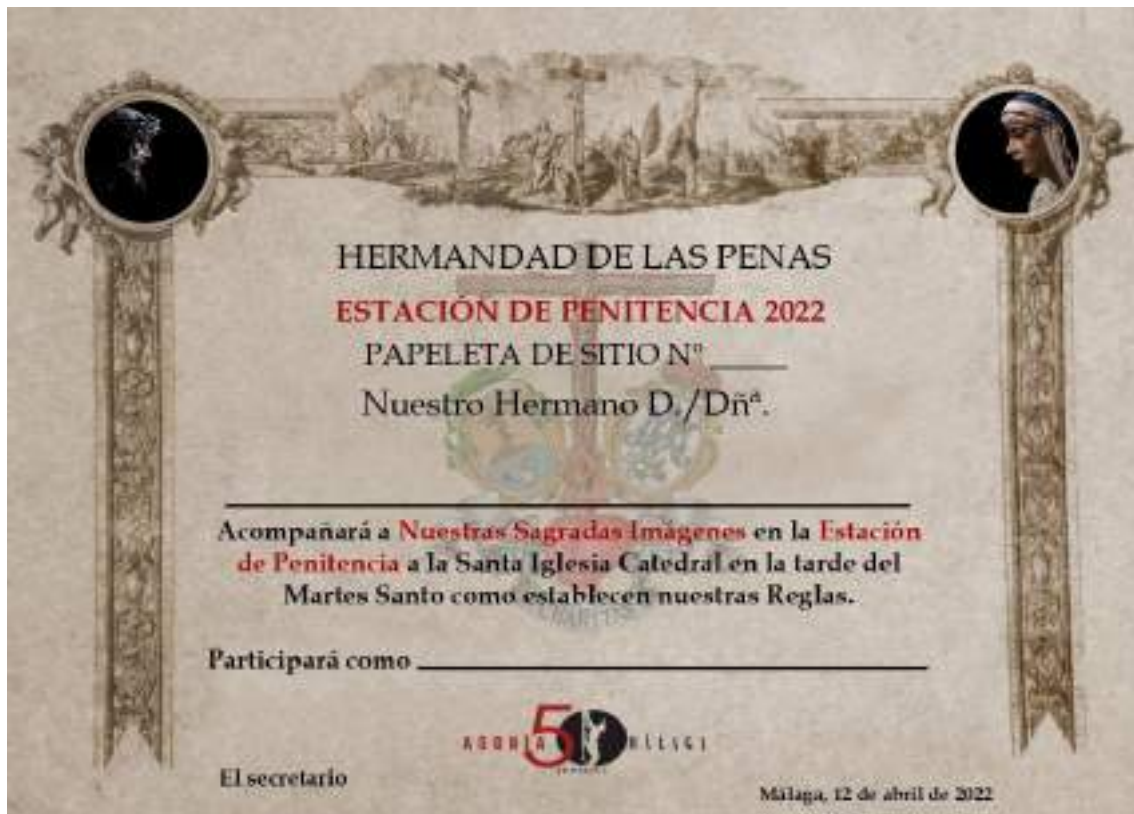 HERMANDAD DE LAS PENAS
ESTACIÓN DE PENITENCIA 2022
PAPELETA DE SITIO Nº
Nuestro Hermano D./Dñª.
Acompañará a Nuestras Sagradas Imágenes en la Estación
de Penitencia a la Santa Iglesia Catedral en la tarde del
Martes Santo como establecen nuestras Reglas.
Participará como
AGONIA 50
El secretario
Málaga, 12 de abril de 2022